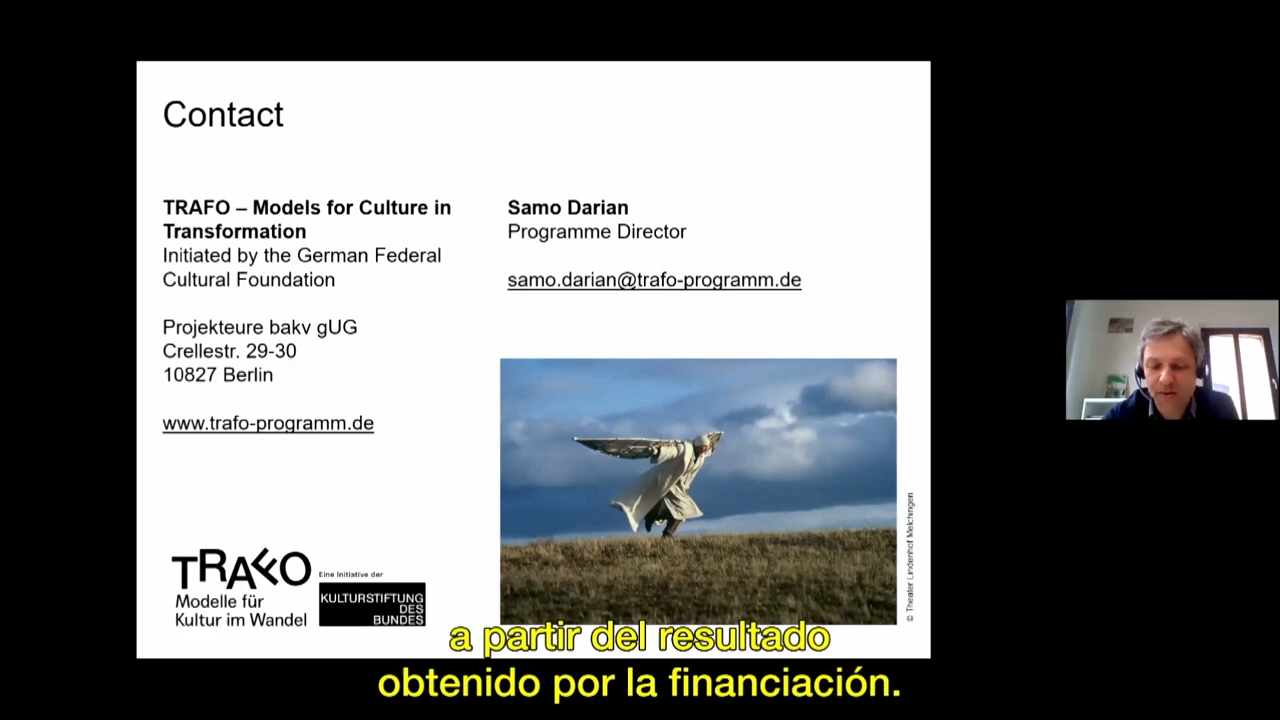 Contact
TRAFO – Models for Culture in
Transformation
Initiated by the German Federal
Cultural Foundation
Projekteure bakv gUG
Crellestr. 29-30
10827 Berlin
www.trafo-programm.de
Samo Darian
Programme Director
samo.darian@trafo-programm.de
© Theater Lindenhof Melchingen
TRAFO
Modelle für
Kultur im Wandel
Eine Initiative der
KULTURSTIFTUNG
DES
BUNDES
a partir del resultado
obtenido por la financiación.